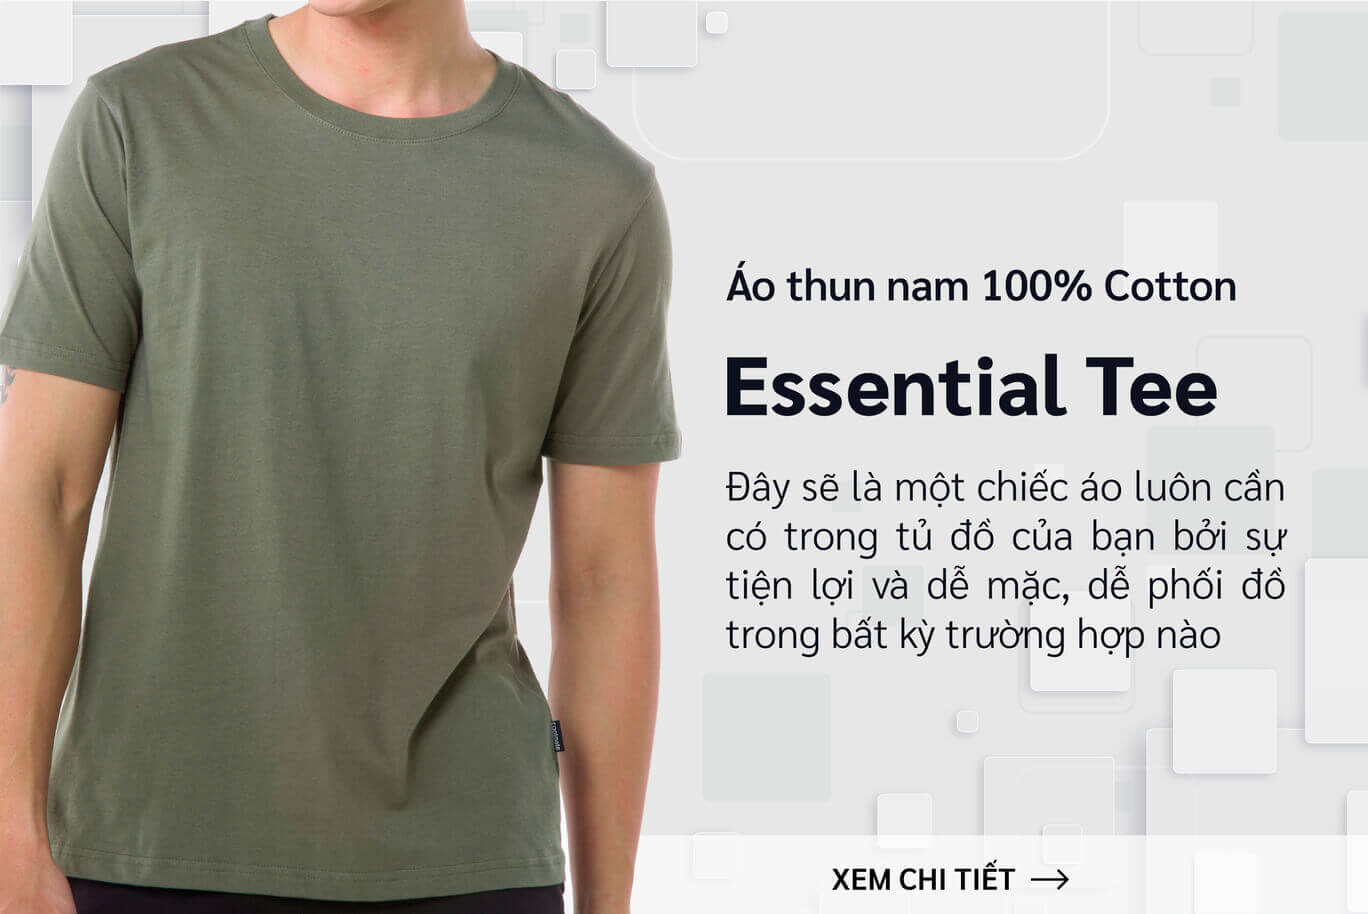 Áo thun nam 100% Cotton
Essential Tee
Đây sẽ là một chiếc áo luôn cần
có trong tủ đồ của bạn bởi sự
tiện lợi và dễ mặc, dễ phối đồ
trong bất kỳ trường hợp nào
coolmate
XEM CHI TIẾT